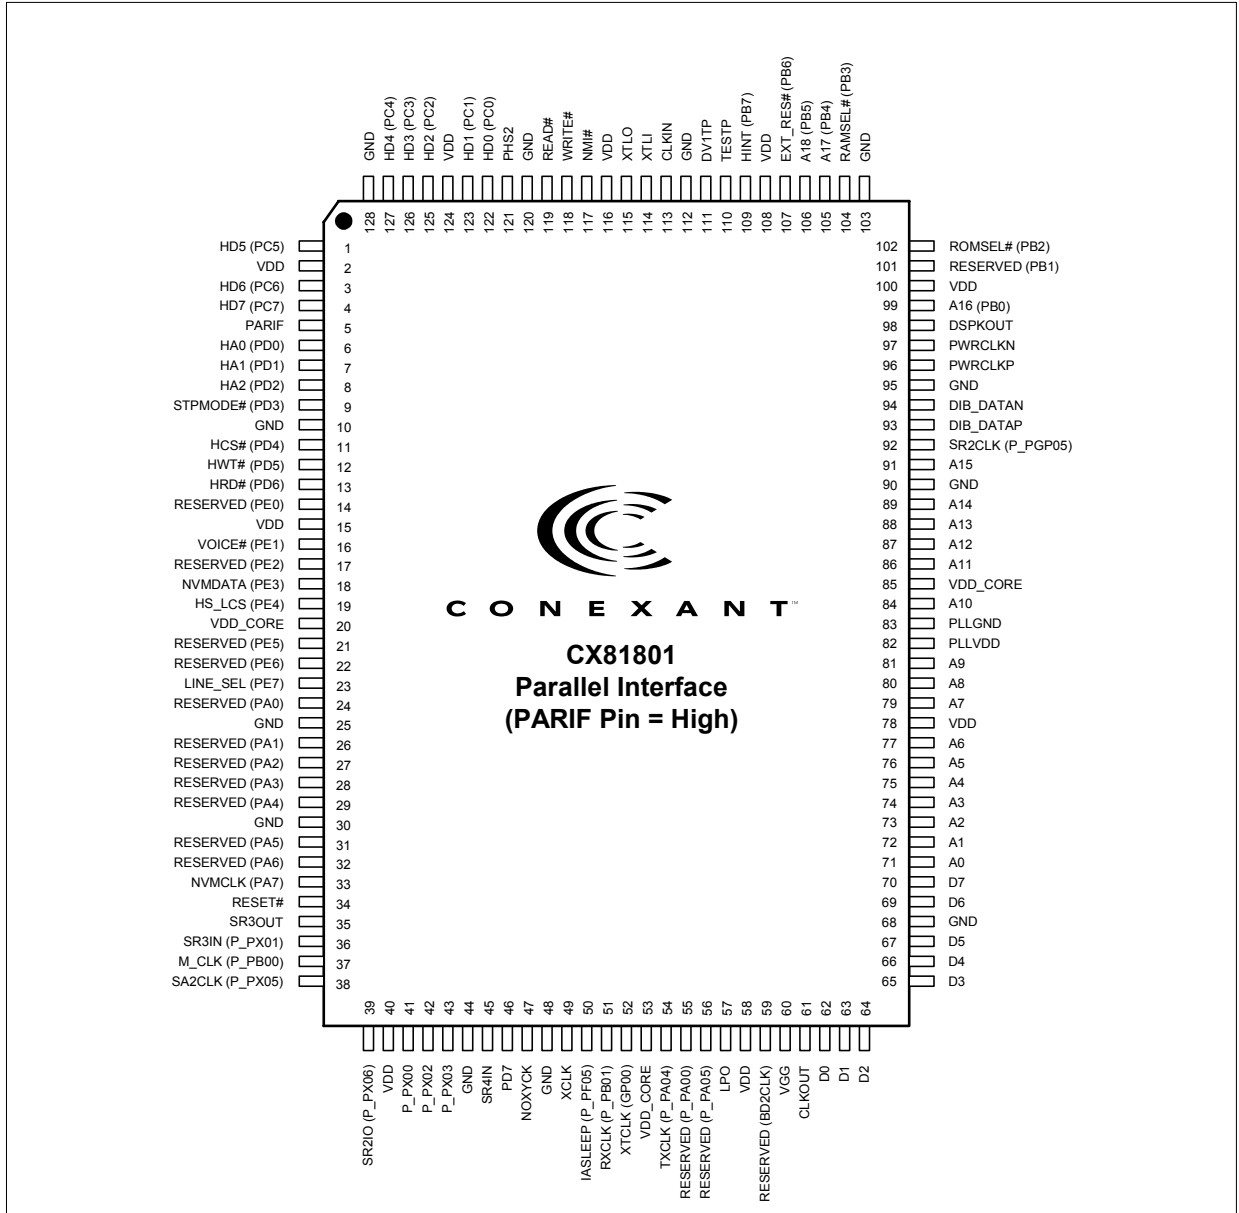 GND
HD4 (PC4)
HD3 (PC3)
HD2 (PC2)
VDD
HD1 (PC1)
HD0 (PC0)
PHS2
GND
READ#
WRITE#
NMI#
VDD
XTLO
XTLI
CLKIN
GND
DV1TP
TESTP
HINT (PB7)
VDD
EXT_RES# (PB6)
A18 (PB5)
A17 (PB4)
RAMSEL# (PB3)
GND
128 127 126 125 124 123 122 121 120 119 118 117 116 115 114 113 112 111 110 109 108 107 106 105 104 103
HD5 (PC5) 1
VDD 2
HD6 (PC6) 3
HD7 (PC7) 4
PARIF 5
HA0 (PD0) 6
HA1 (PD1) 7
HA2 (PD2) 8
STPMODE# (PD3) 9
GND 10
HCS# (PD4) 11
HWT# (PD5) 12
HRD# (PD6) 13
RESERVED (PE0) 14
VDD 15
VOICE# (PE1) 16
RESERVED (PE2) 17
NVMDATA (PE3) 18
HS_LCS (PE4) 19
VDD_CORE 20
RESERVED (PE5) 21
RESERVED (PE6) 22
LINE_SEL (PE7) 23
RESERVED (PA0) 24
GND 25
RESERVED (PA1) 26
RESERVED (PA2) 27
RESERVED (PA3) 28
RESERVED (PA4) 29
GND 30
RESERVED (PA5) 31
RESERVED (PA6) 32
NVMCLK (PA7) 33
RESET# 34
SR3OUT 35
SR3IN (P_PX01) 36
M_CLK (P_PB00) 37
SA2CLK (P_PX05) 38
CONEXANT™
CX81801
Parallel Interface
(PARIF Pin = High)
102 ROMSEL# (PB2)
101 RESERVED (PB1)
100 VDD
99 A16 (PB0)
98 DSPKOUT
97 PWRCLKN
96 PWRCLKP
95 GND
94 DIB_DATAN
93 DIB_DATAP
92 SR2CLK (P_PGP05)
91 A15
90 GND
89 A14
88 A13
87 A12
86 A11
85 VDD_CORE
84 A10
83 PLLGND
82 PLLVDD
81 A9
80 A8
79 A7
78 VDD
77 A6
76 A5
75 A4
74 A3
73 A2
72 A1
71 A0
70 D7
69 D6
68 GND
67 D5
66 D4
65 D3
39 40 41 42 43 44 45 46 47 48 49 50 51 52 53 54 55 56 57 58 59 60 61 62 63 64
SR2IO (P_PX06)
VDD
P_PX00
P_PX02
P_PX03
GND
SR4IN
PD7
NOXYCK
GND
XCLK
IASLEEP (P_PF05)
RXCLK (P_PB01)
XTCLK (GP00)
VDD_CORE
TXCLK (P_PA04)
RESERVED (P_PA00)
RESERVED (P_PA05)
LPO
VDD
RESERVED (BD2CLK)
VGG
CLKOUT
D0
D1
D2